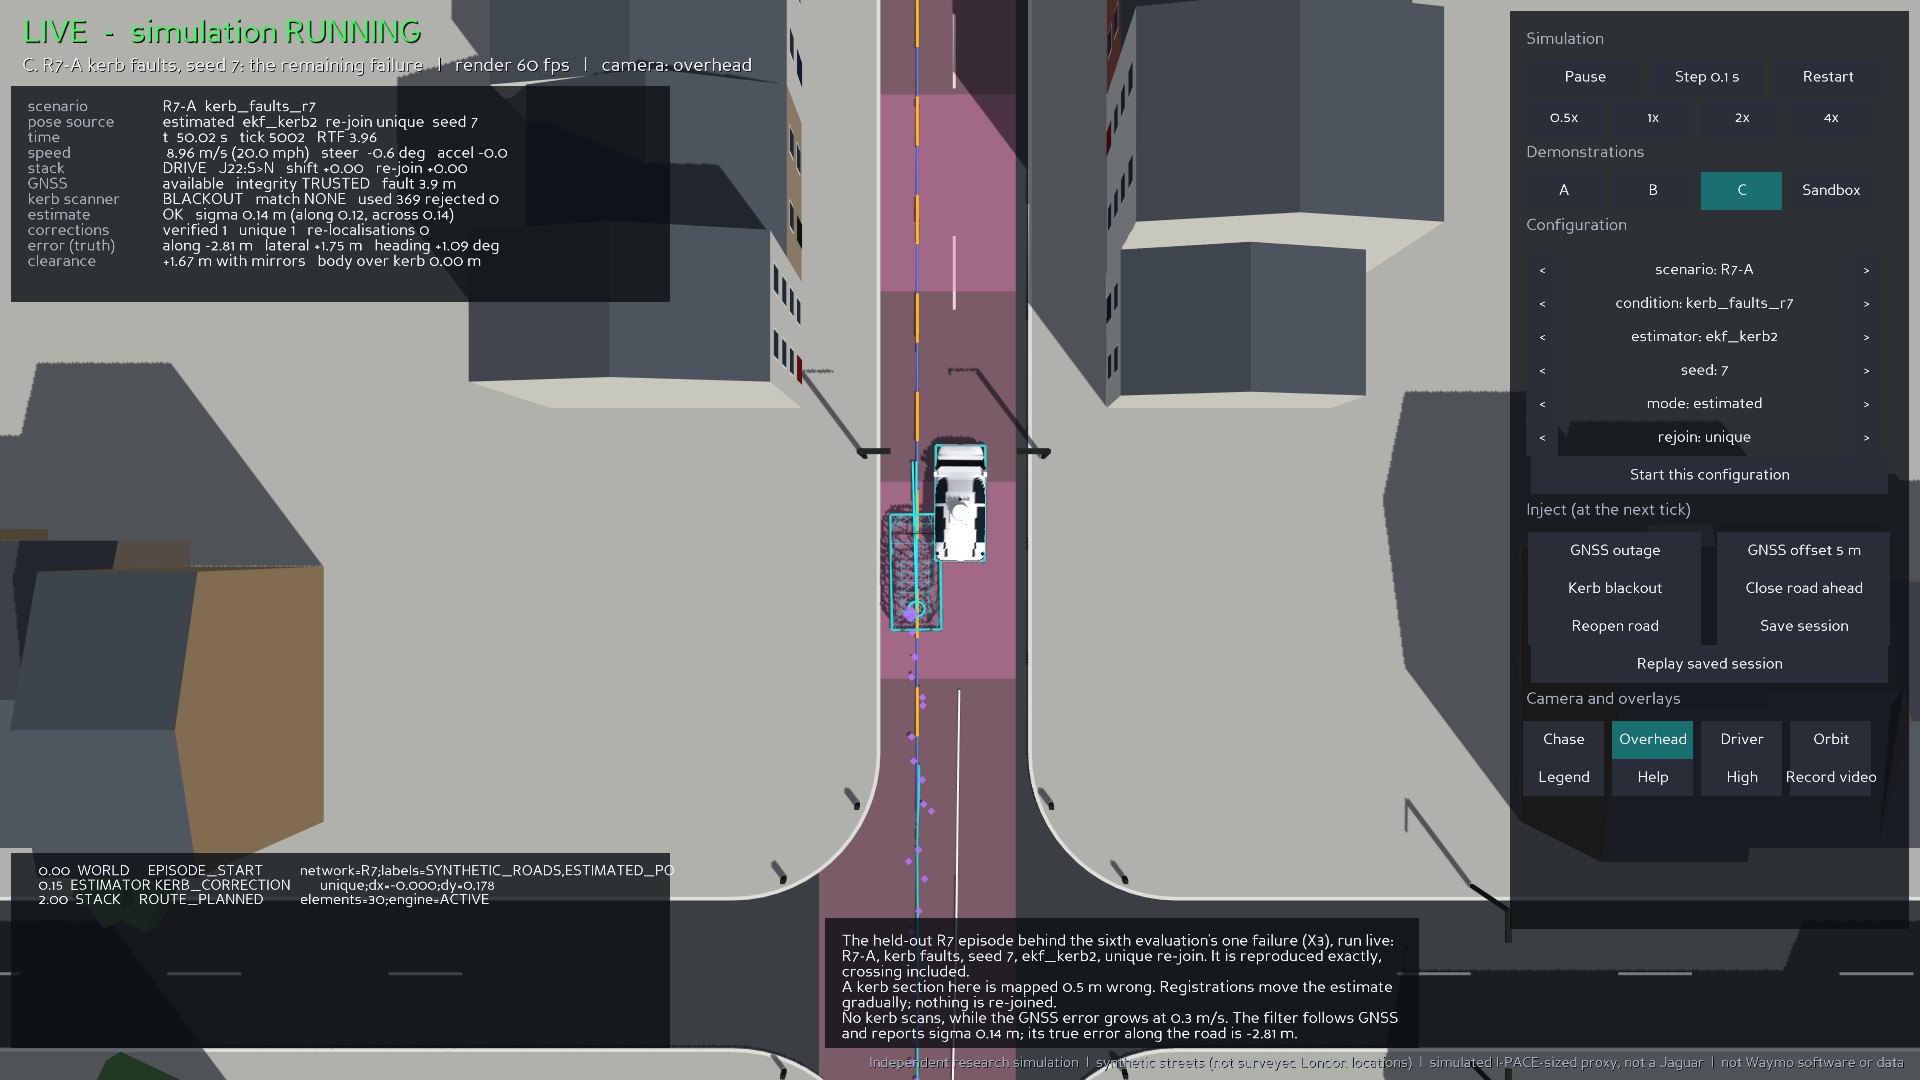 LIVE - simulation RUNNING
C. R7-A kerb faults, seed 7: the remaining failure | render 60 fps | camera: overhead
scenario R7-A kerb_faults_r7
pose source estimated ekf_kerb2 re-join unique seed 7
time t 50.02 s tick 5002 RTF 3.96
speed 8.96 m/s (20.0 mph) steer -0.6 deg accel -0.0
stack DRIVE J22:S>N shift +0.00 re-join +0.00
GNSS available integrity TRUSTED fault 3.9 m
kerb scanner BLACKOUT match NONE used 369 rejected 0
estimate OK sigma 0.14 m (along 0.12, across 0.14)
corrections verified 1 unique 1 re-localisations 0
error (truth) along -2.81 m lateral +1.75 m heading +1.09 deg
clearance +1.67 m with mirrors body over kerb 0.00 m
Simulation
Pause Step 0.1 s Restart
0.5x 1x 2x 4x
Demonstrations
A B C Sandbox
Configuration
< scenario: R7-A >
< condition: kerb_faults_r7 >
< estimator: ekf_kerb2 >
< seed: 7 >
< mode: estimated >
< rejoin: unique >
Start this configuration
Inject (at the next tick)
GNSS outage GNSS offset 5 m
Kerb blackout Close road ahead
Reopen road Save session
Replay saved session
Camera and overlays
Chase Overhead Driver Orbit
Legend Help High Record video
0.00 WORLD EPISODE_START network=R7;labels=SYNTHETIC_ROADS,ESTIMATED_PO
0.15 ESTIMATOR KERB_CORRECTION unique;dx=-0.000;dy=0.178
2.00 STACK ROUTE_PLANNED elements=30;engine=ACTIVE
The held-out R7 episode behind the sixth evaluation's one failure (X3), run live:
R7-A, kerb faults, seed 7, ekf_kerb2, unique re-join. It is reproduced exactly,
crossing included.
A kerb section here is mapped 0.5 m wrong. Registrations move the estimate
gradually; nothing is re-joined.
No kerb scans, while the GNSS error grows at 0.3 m/s. The filter follows GNSS
and reports sigma 0.14 m; its true error along the road is -2.81 m.
Independent research simulation | synthetic streets (not surveyed London locations) | simulated I-PACE-sized proxy, not a Jaguar | not Waymo software or data